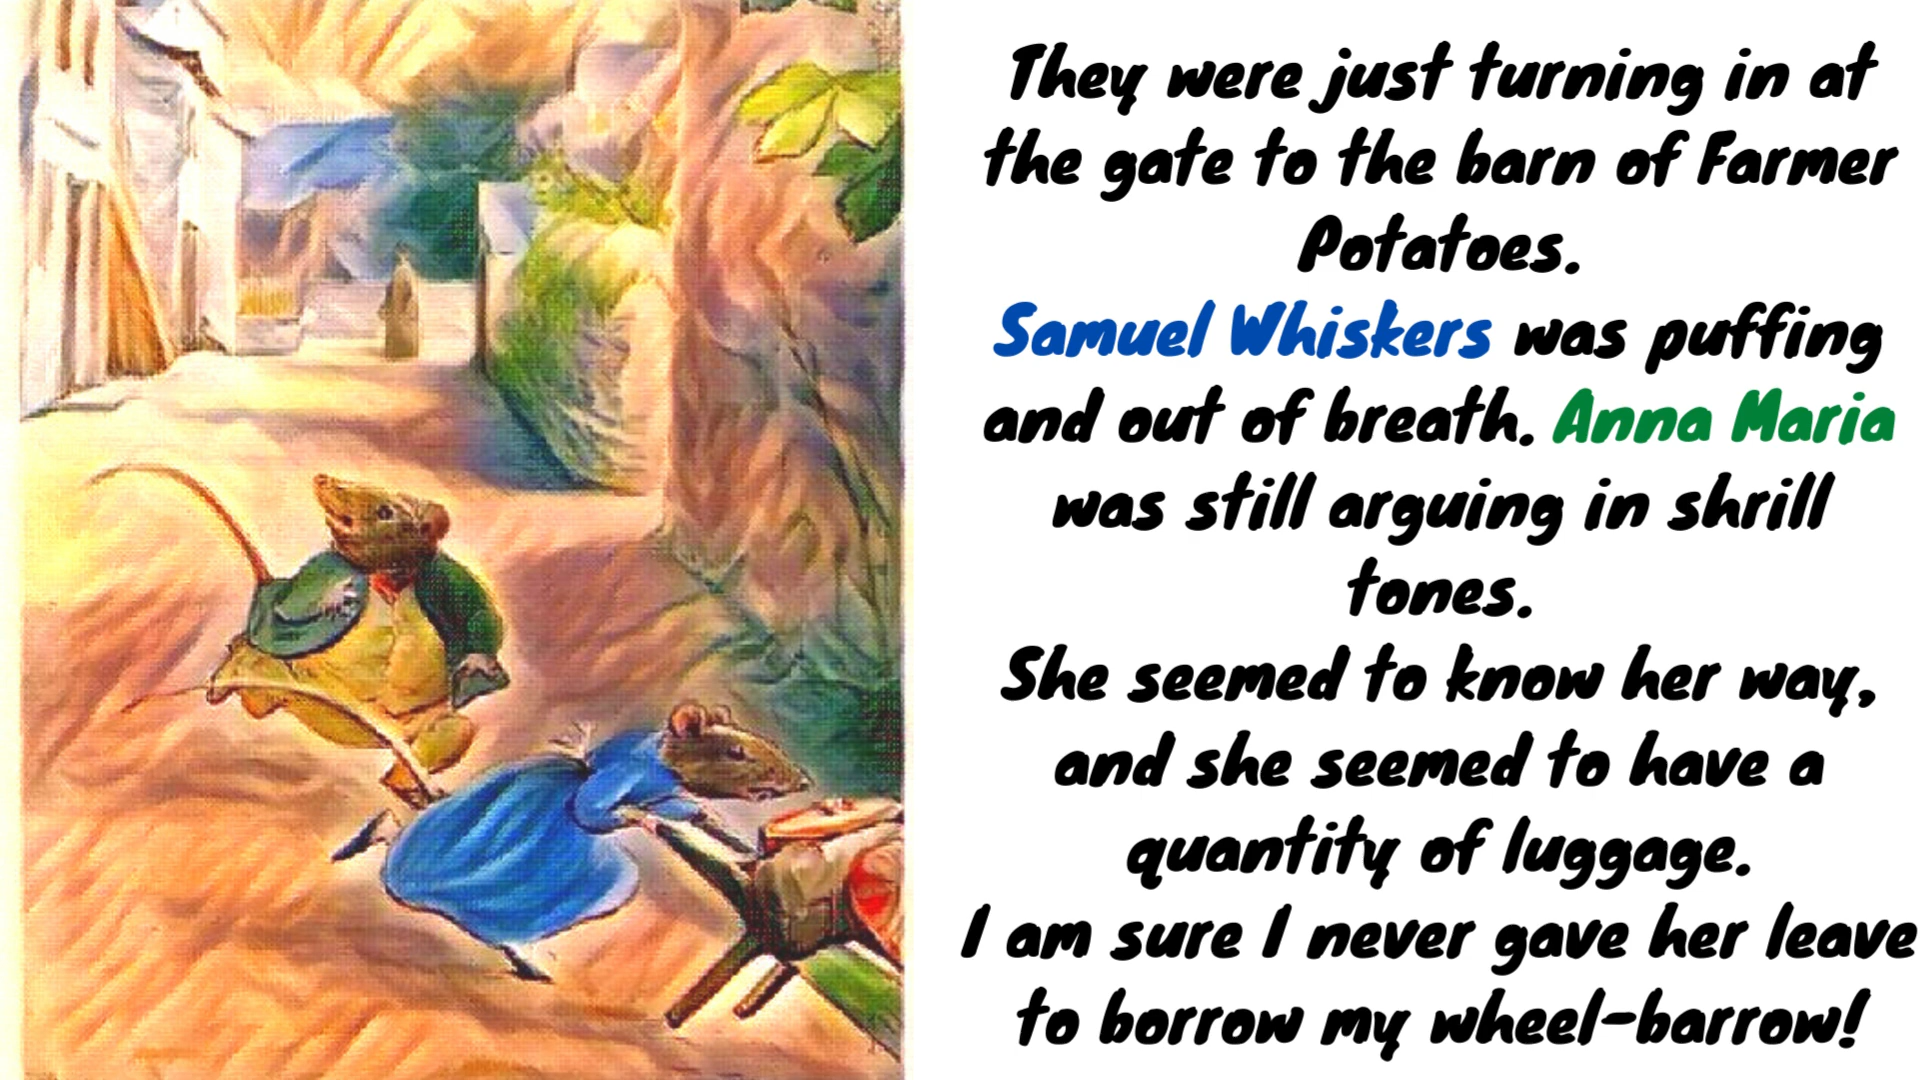 They were just turning in at
the gate to the barn of Farmer
Potatoes.
Samuel Whiskers was puffing
and out of breath. Anna Maria
was still arguing in shrill
tones.
She seemed to know her way,
and she seemed to have a
quantity of luggage.
I am sure I never gave her leave
to borrow my wheel-barrow!